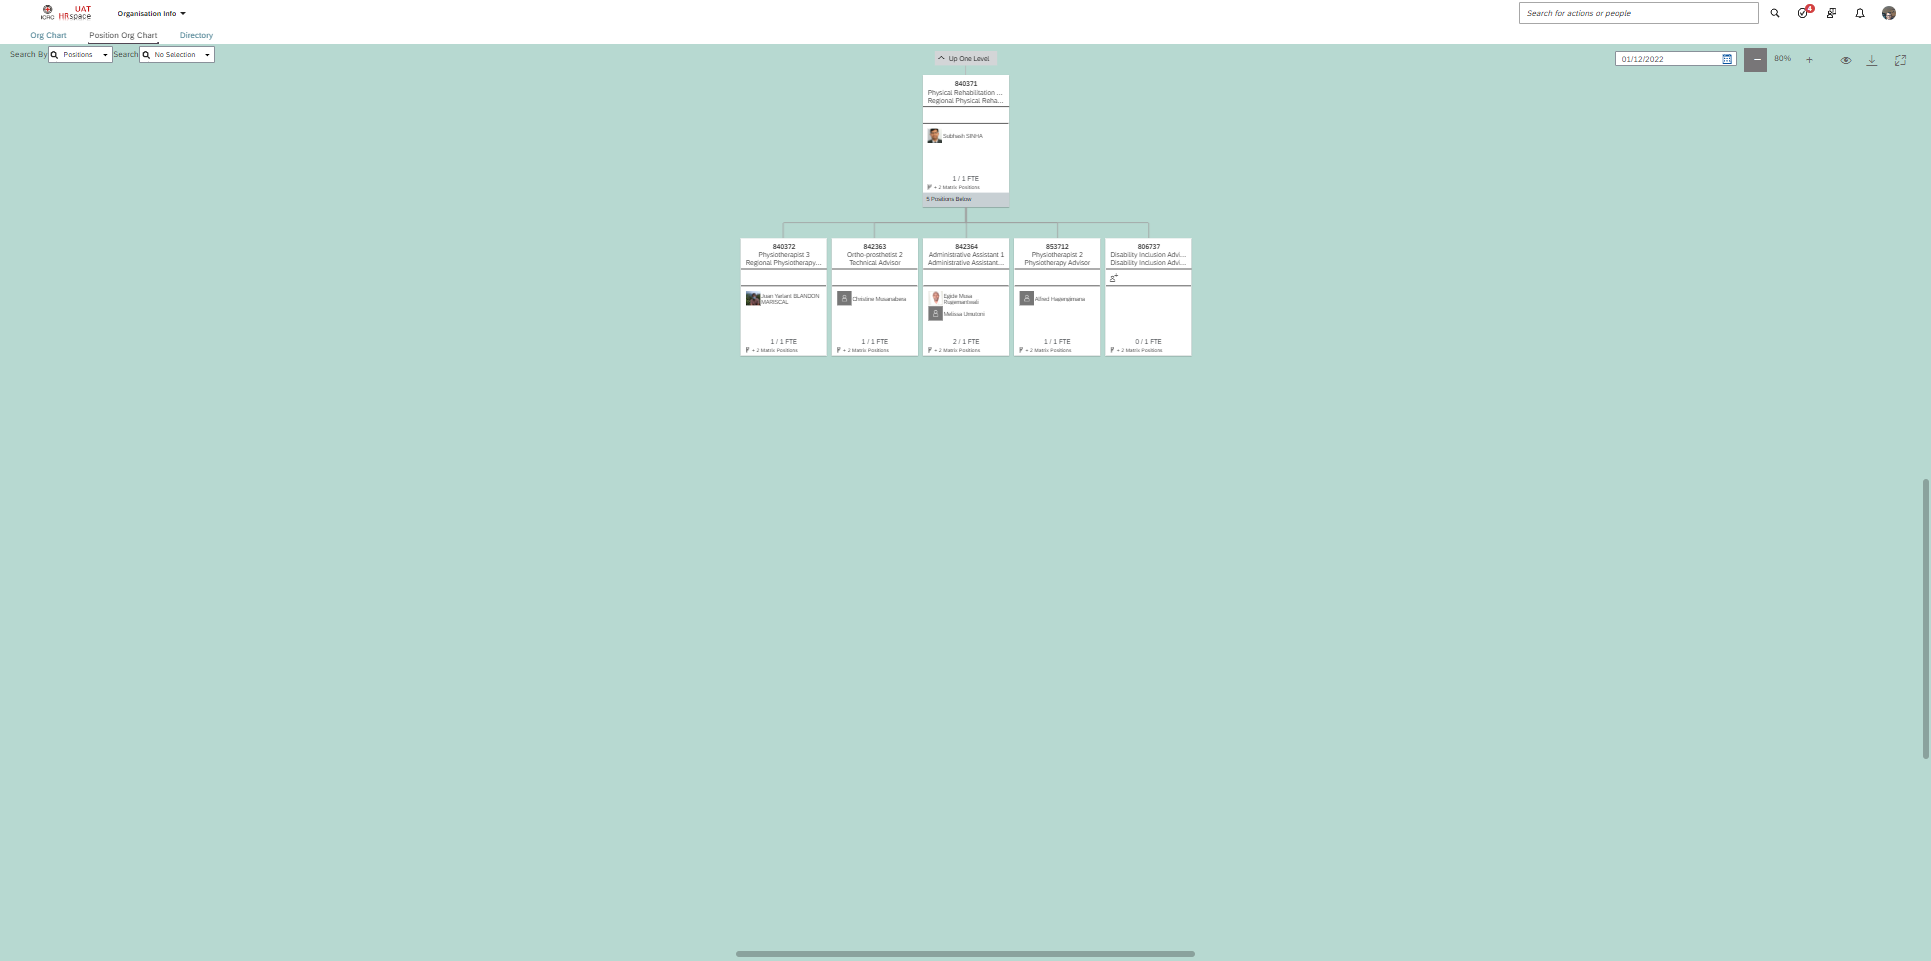 ICRC
UAT
HRspace
Organisation Info
Search for actions or people
4
Org Chart
Position Org Chart
Directory
Search By
Positions
Search
No Selection
Up One Level
01/12/2022
80%
840371
Physical Rehabilitation ...
Regional Physical Reha...
Subhash SINHA
1 / 1 FTE
+ 2 Matrix Positions
5 Positions Below
840372
Physiotherapist 3
Regional Physiotherapy...
Juan Yarlant BLANDON
MARISCAL
1 / 1 FTE
+ 2 Matrix Positions
842363
Ortho-prosthetist 2
Technical Advisor
Christine Musanabera
1 / 1 FTE
+ 2 Matrix Positions
842364
Administrative Assistant 1
Administrative Assistant...
Egide Musa
Rugemantwali
Melissa Umutoni
2 / 1 FTE
+ 2 Matrix Positions
853712
Physiotherapist 2
Physiotherapy Advisor
Alfred Hagenimana
1 / 1 FTE
+ 2 Matrix Positions
806737
Disability Inclusion Advi...
Disability Inclusion Advi...
0 / 1 FTE
+ 2 Matrix Positions